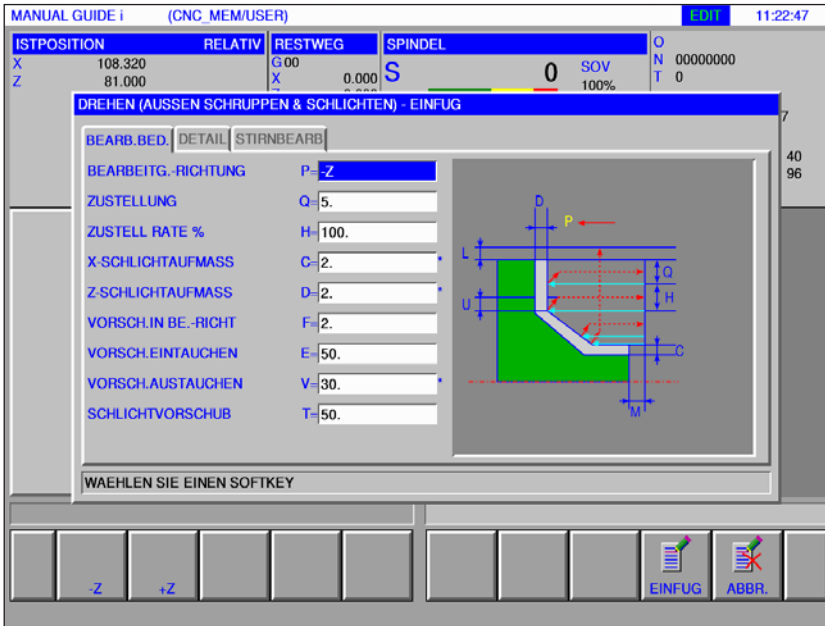 MANUAL GUIDE i (CNC_MEM/USER) EDIT 11:22:47
ISTPOSITION RELATIV RESTWEG SPINDEL O
X 108.320 G 00 S 0 SOV N 00000000
Z 81.000 X 0.000 100% T 0
DREHEN (AUSSEN SCHRUPPEN & SCHLICHTEN) - EINFUG
7
BEARB.BED. DETAIL STIRNBEARB
40
96
BEARBEITG.-RICHTUNG P=-Z
ZUSTELLUNG Q=5.
ZUSTELL RATE % H=100.
X-SCHLICHTAUFMASS C=2.*
Z-SCHLICHTAUFMASS D=2.*
VORSCH.IN BE.-RICHT F=2.
VORSCH.EINTAUCHEN E=50.
VORSCH.AUSTAUCHEN V=30.*
SCHLICHTVORSCHUB T=50.
D
P
L
Q
U H
C
M
WAEHLEN SIE EINEN SOFTKEY
-Z +Z EINFUG ABBR.